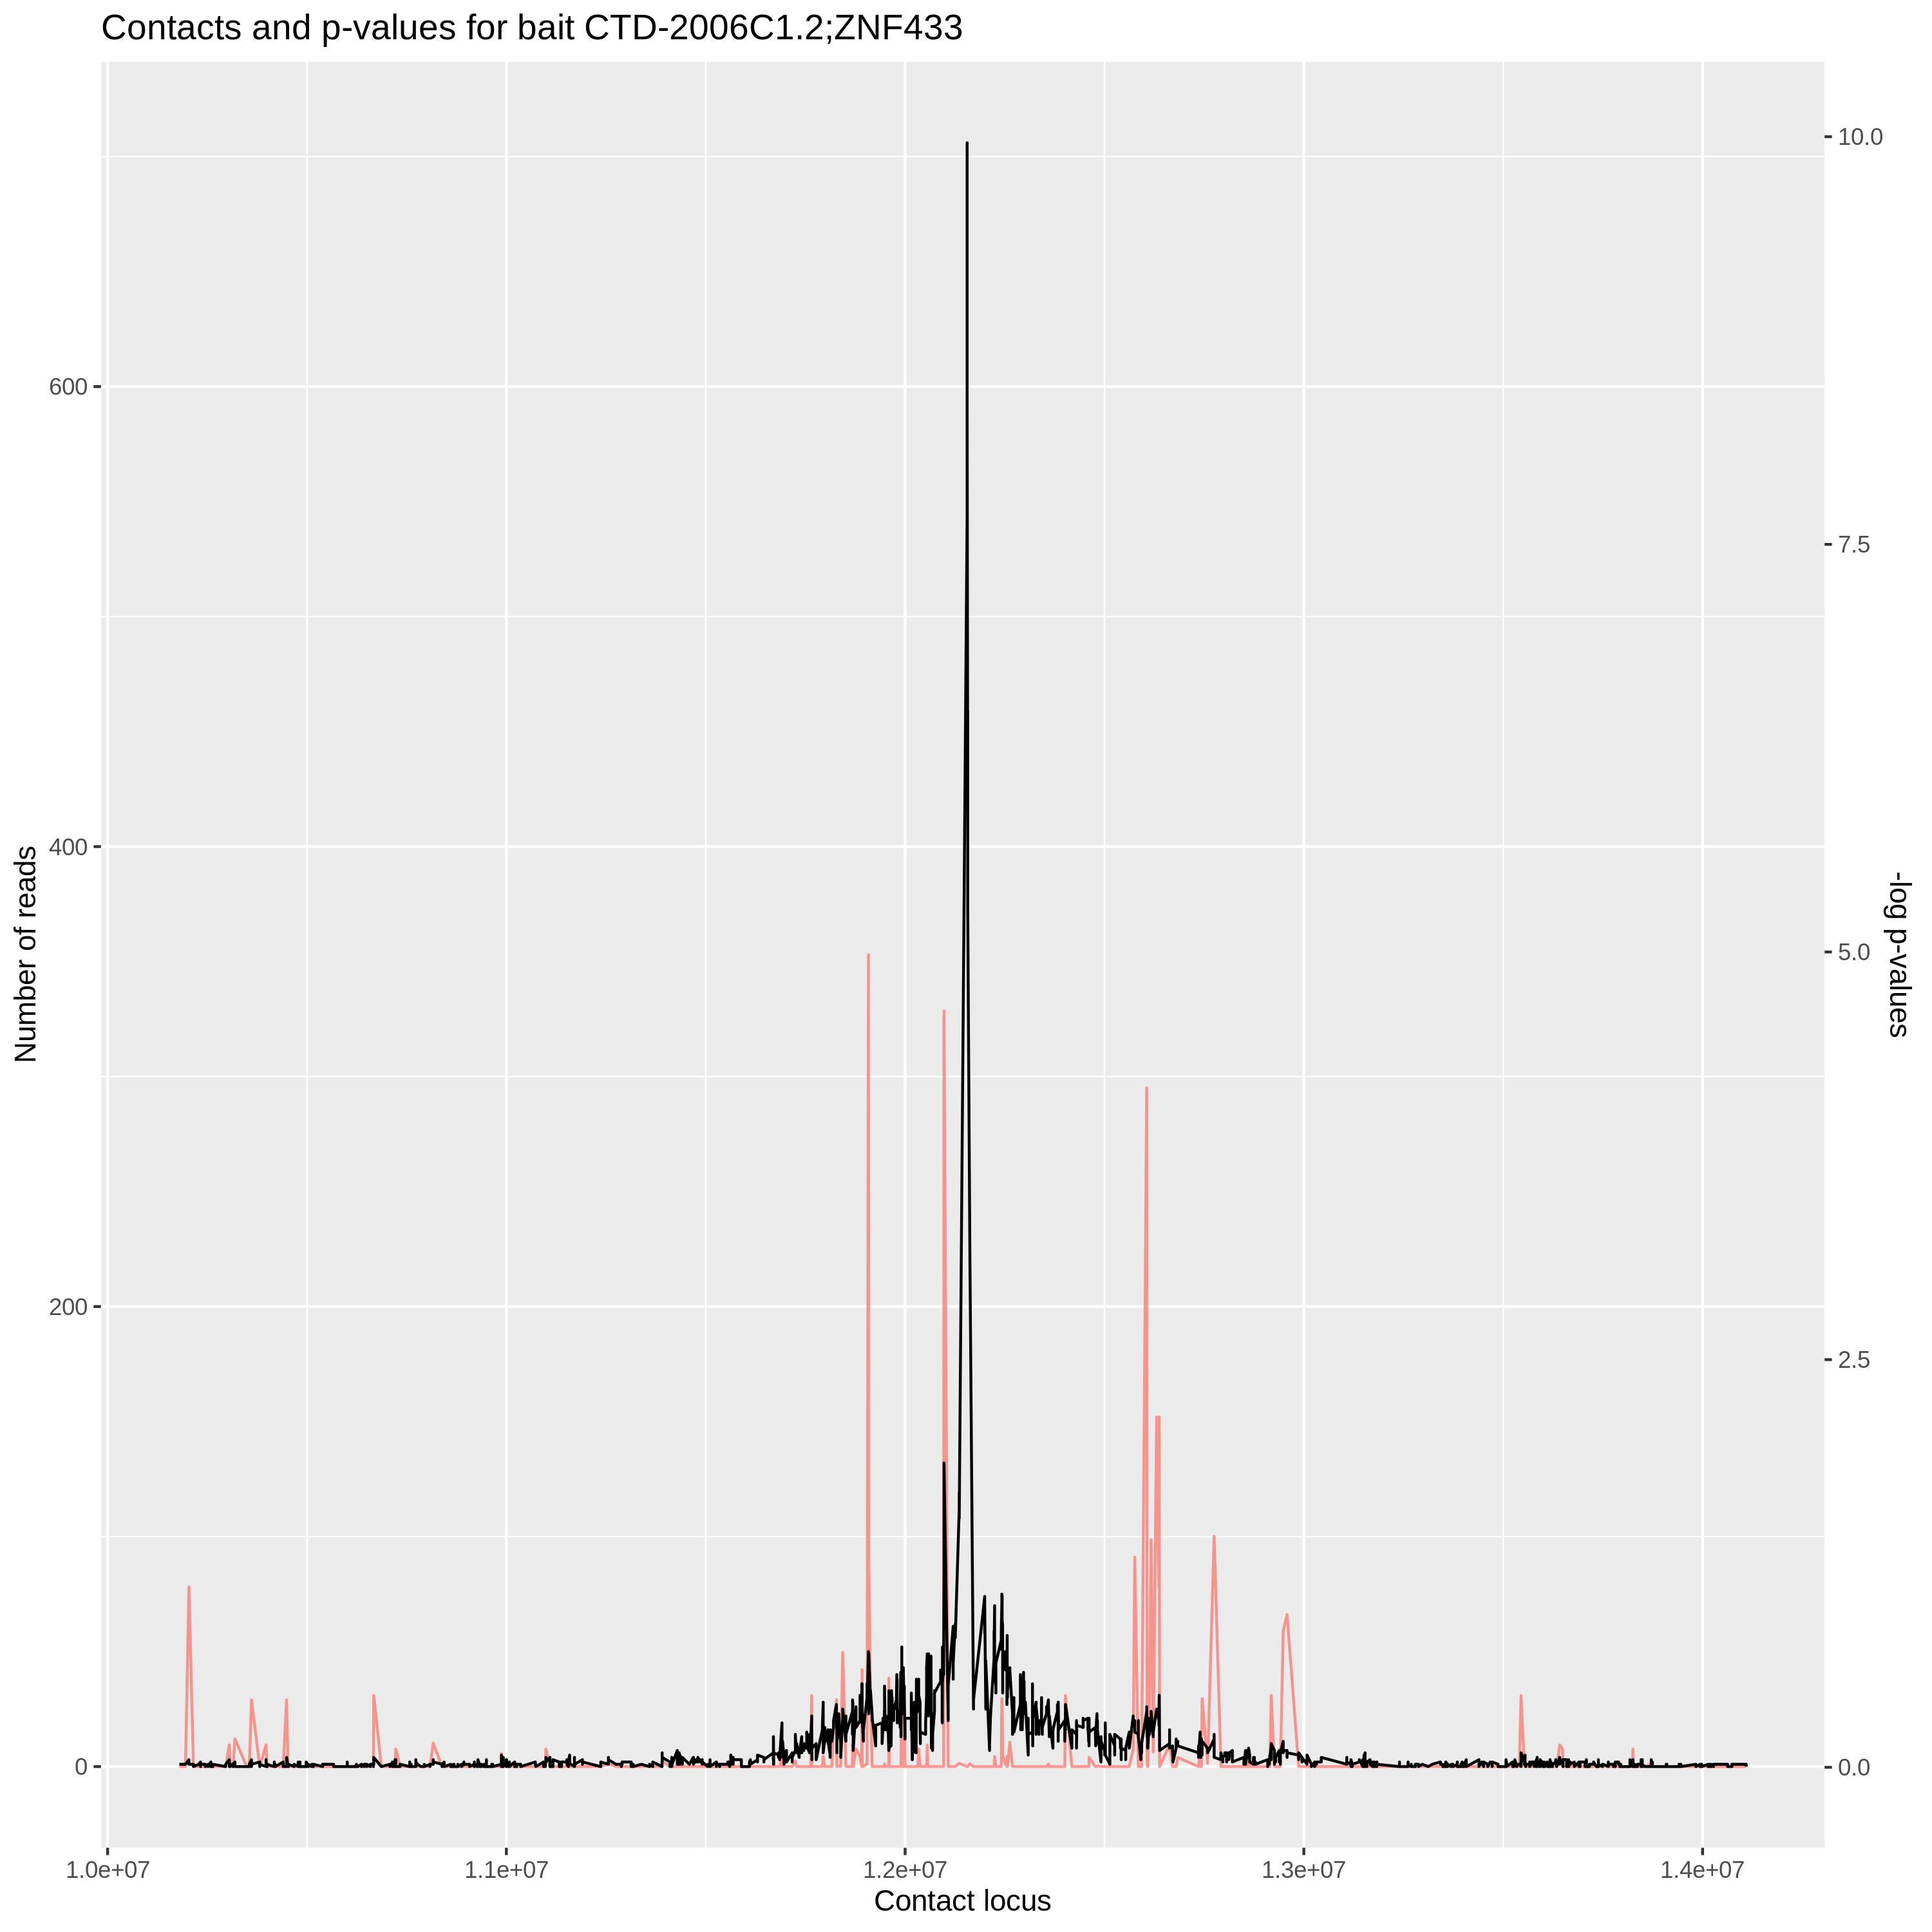 Contacts and p-values for bait CTD-2006C1.2;ZNF433
Number of reads
600
400
200
0
10.0
7.5
5.0
2.5
0.0
-log p-values
1.0e+07
1.1e+07
1.2e+07
1.3e+07
1.4e+07
Contact locus